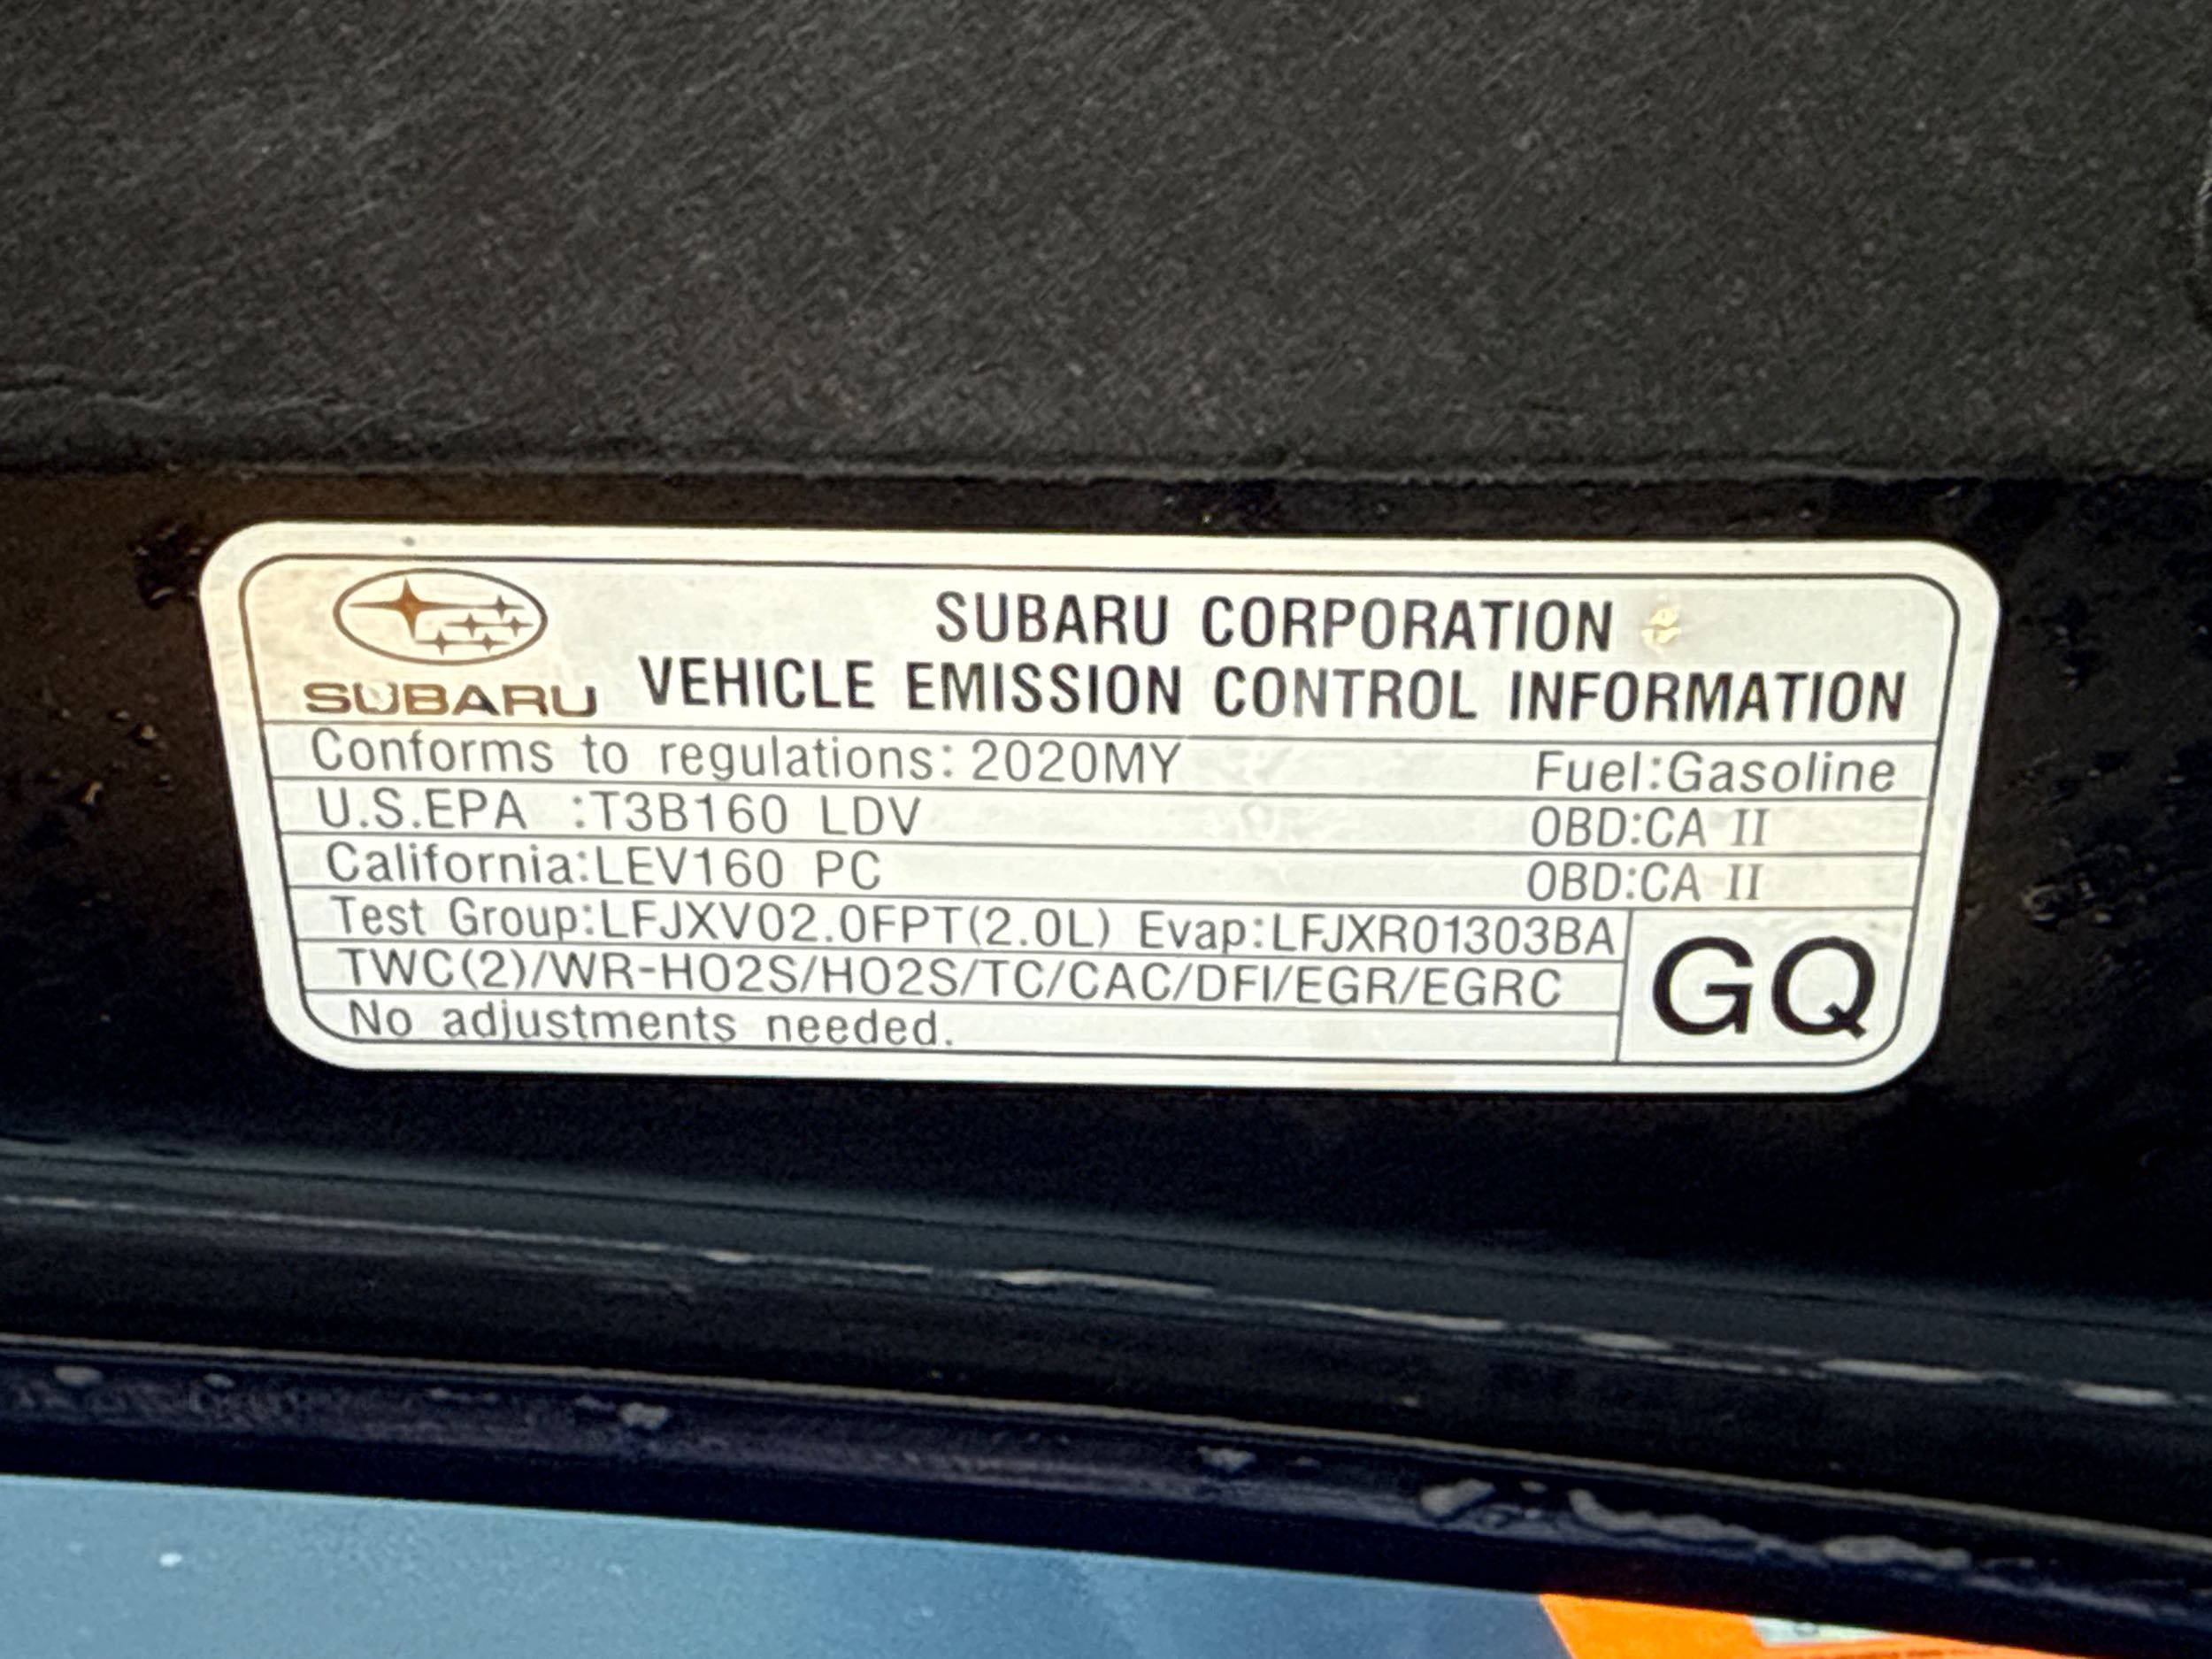 SUBARU CORPORATION
SUBARU VEHICLE EMISSION CONTROL INFORMATION
Conforms to regulations: 2020MY Fuel:Gasoline
U.S.EPA :T3B160 LDV OBD:CA II
California:LEV160 PC OBD:CA II
Test Group:LFJXV02.0FPT(2.0L) Evap:LFJXR01303BA
TWC(2)/WR-HO2S/HO2S/TC/CAC/DFI/EGR/EGRC
GQ
No adjustments needed.